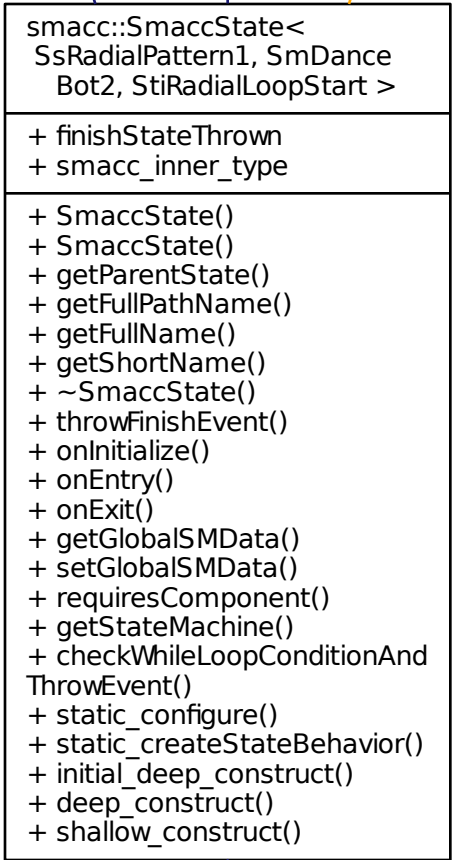 smacc::SmaccState<
SsRadialPattern1, SmDance
Bot2, StiRadialLoopStart >
+ finishStateThrown
+ smacc_inner_type
+ SmaccState()
+ SmaccState()
+ getParentState()
+ getFullPathName()
+ getFullName()
+ getShortName()
+ ~SmaccState()
+ throwFinishEvent()
+ onInitialize()
+ onEntry()
+ onExit()
+ getGlobalSMData()
+ setGlobalSMData()
+ requiresComponent()
+ getStateMachine()
+ checkWhileLoopConditionAnd
ThrowEvent()
+ static_configure()
+ static_createStateBehavior()
+ initial_deep_construct()
+ deep_construct()
+ shallow_construct()